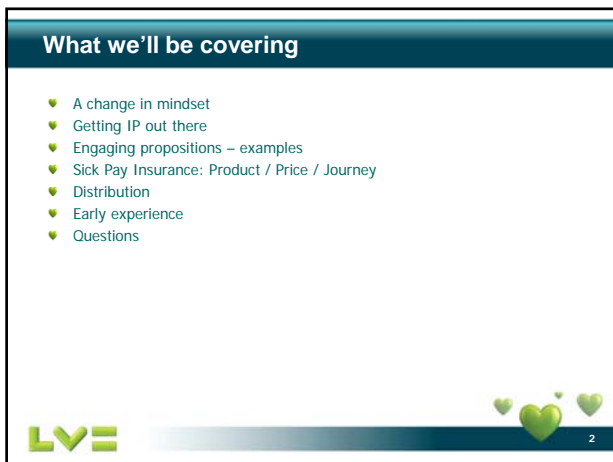 What we'll be covering
A change in mindset
Getting IP out there
Engaging propositions – examples
Sick Pay Insurance: Product / Price / Journey
Distribution
Early experience
Questions
LV=
2